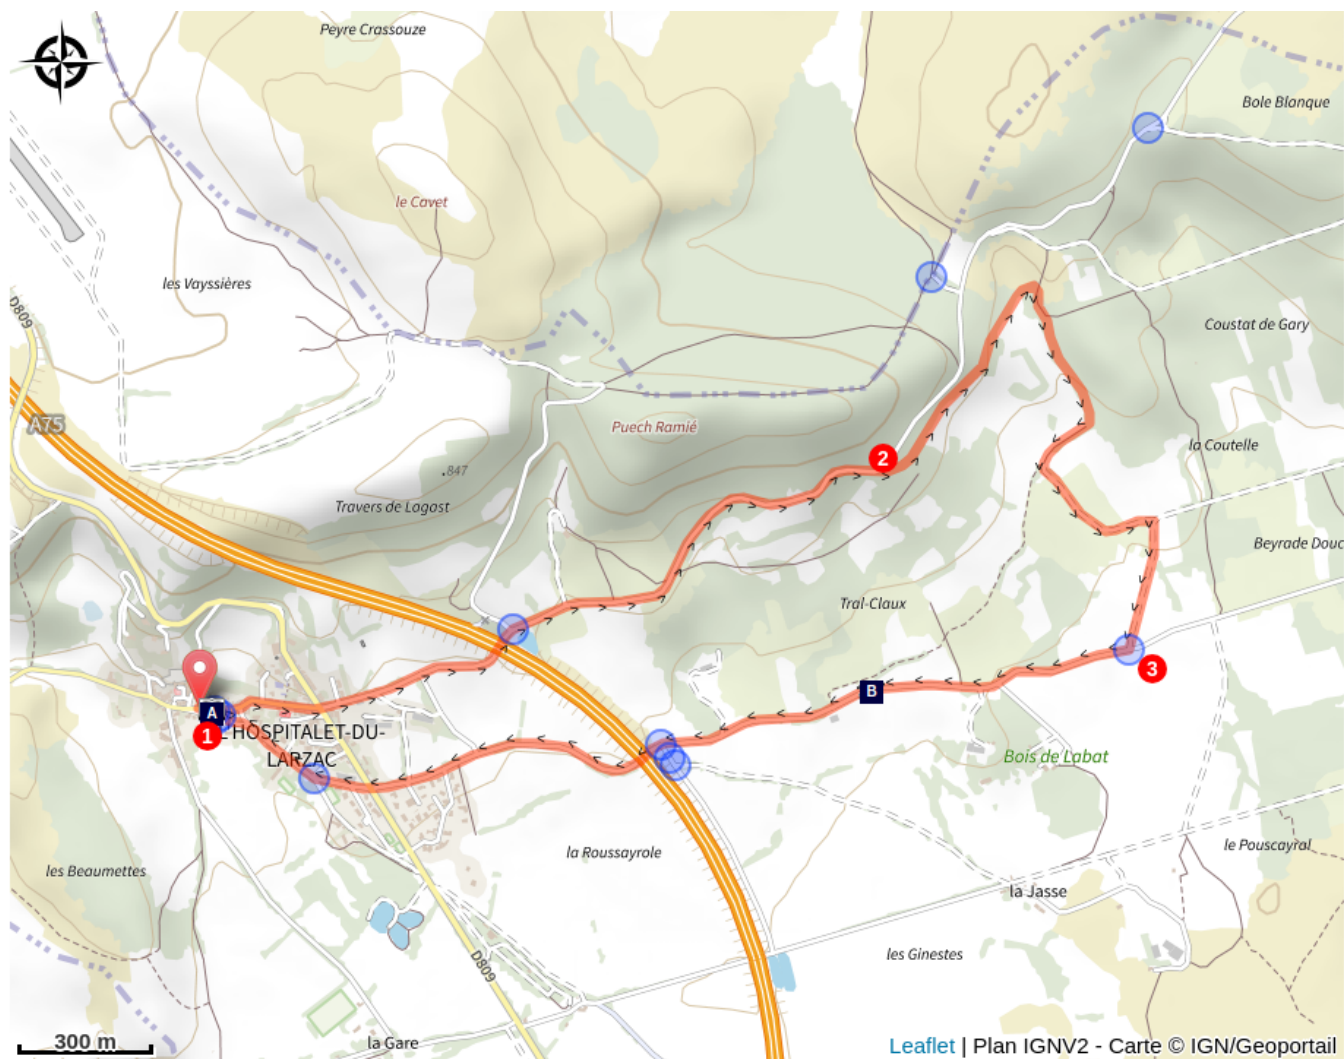 Peyre Crassouze
Bole Blanque
le Cavet
les Vayssières
D809
Coustat de Gary
A75
Puech Ramié
la Coutelle
2
.847
Travers de Lagast
Beyrade Douc
Tral-Claux
3
B
A
1
L'HOSPITALET-DU-
LARZAC
Bois de Labat
la Roussayrole
le Pouscayral
les Beaumettes
la Jasse
les Ginestes
D809
300 m
la Gare
Leaflet | Plan IGNV2 - Carte © IGN/Geoportail